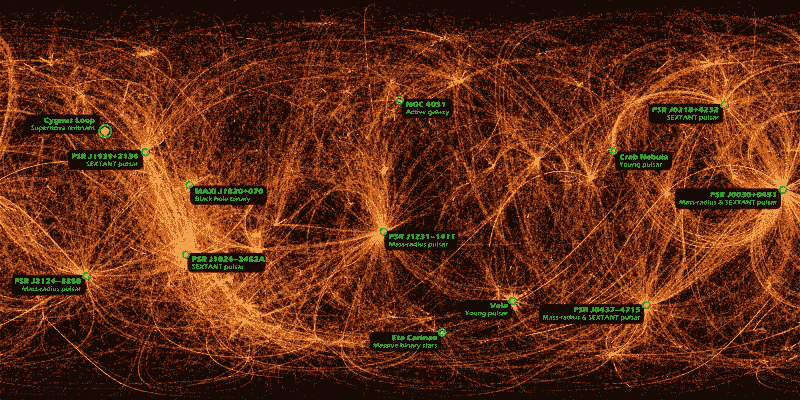 NGC 4051
Active galaxy
PSR J0218+4232
SEXTANT pulsar
Cygnus Loop
Supernova remnant
PSR J1939+2134
SEXTANT pulsar
Crab Nebula
Young pulsar
MAXI J1820+070
Black hole binary
PSR J0030+0451
Mass-radius & SEXTANT pulsar
PSR J1231−1411
Mass-radius pulsar
PSR J1824−2452A
SEXTANT pulsar
PSR J2124−3358
Mass-radius pulsar
Vela
Young pulsar
PSR J0437−4715
Mass-radius & SEXTANT pulsar
Eta Carinae
Massive binary stars